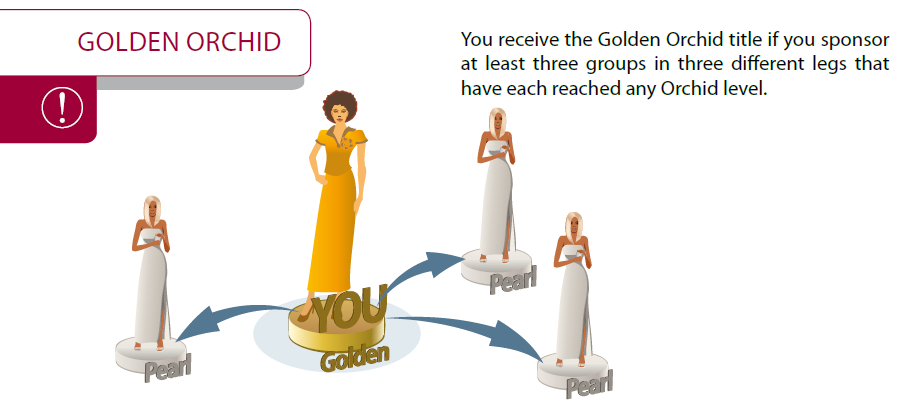 GOLDEN ORCHID
You receive the Golden Orchid title if you sponsor
at least three groups in three different legs that
have each reached any Orchid level.
!
YOU
Golden
Pearl
Pearl
Pearl